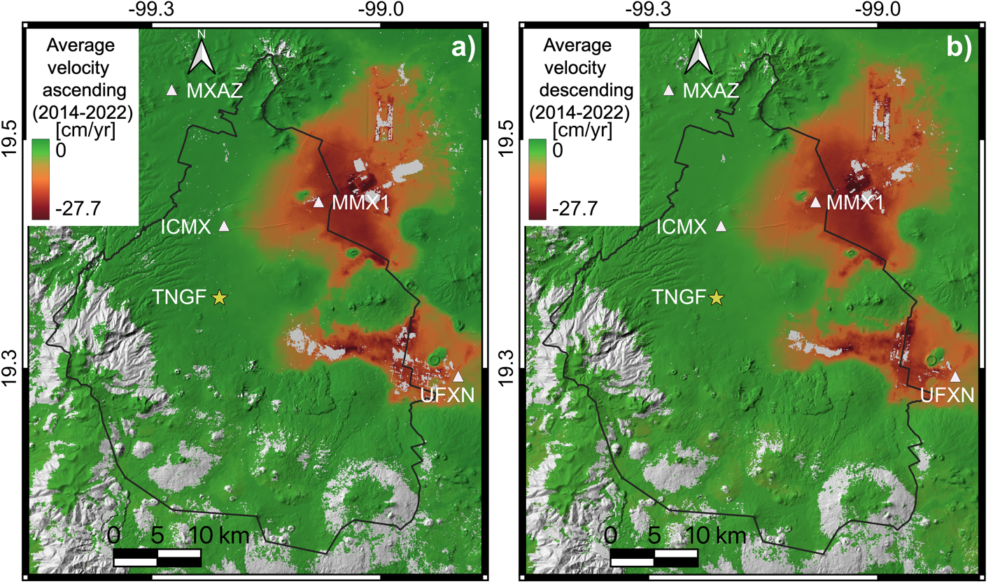 -99.3
-99.0
19.5
19.3
Average
velocity
ascending
(2014-2022)
[cm/yr]
0
-27.7
N
a)
MXAZ
MMX1
ICMX
TNGF
UFXN
0 5 10 km
-99.3
-99.0
19.5
19.3
Average
velocity
descending
(2014-2022)
[cm/yr]
0
-27.7
N
b)
MXAZ
MMX1
ICMX
TNGF
UFXN
0 5 10 km